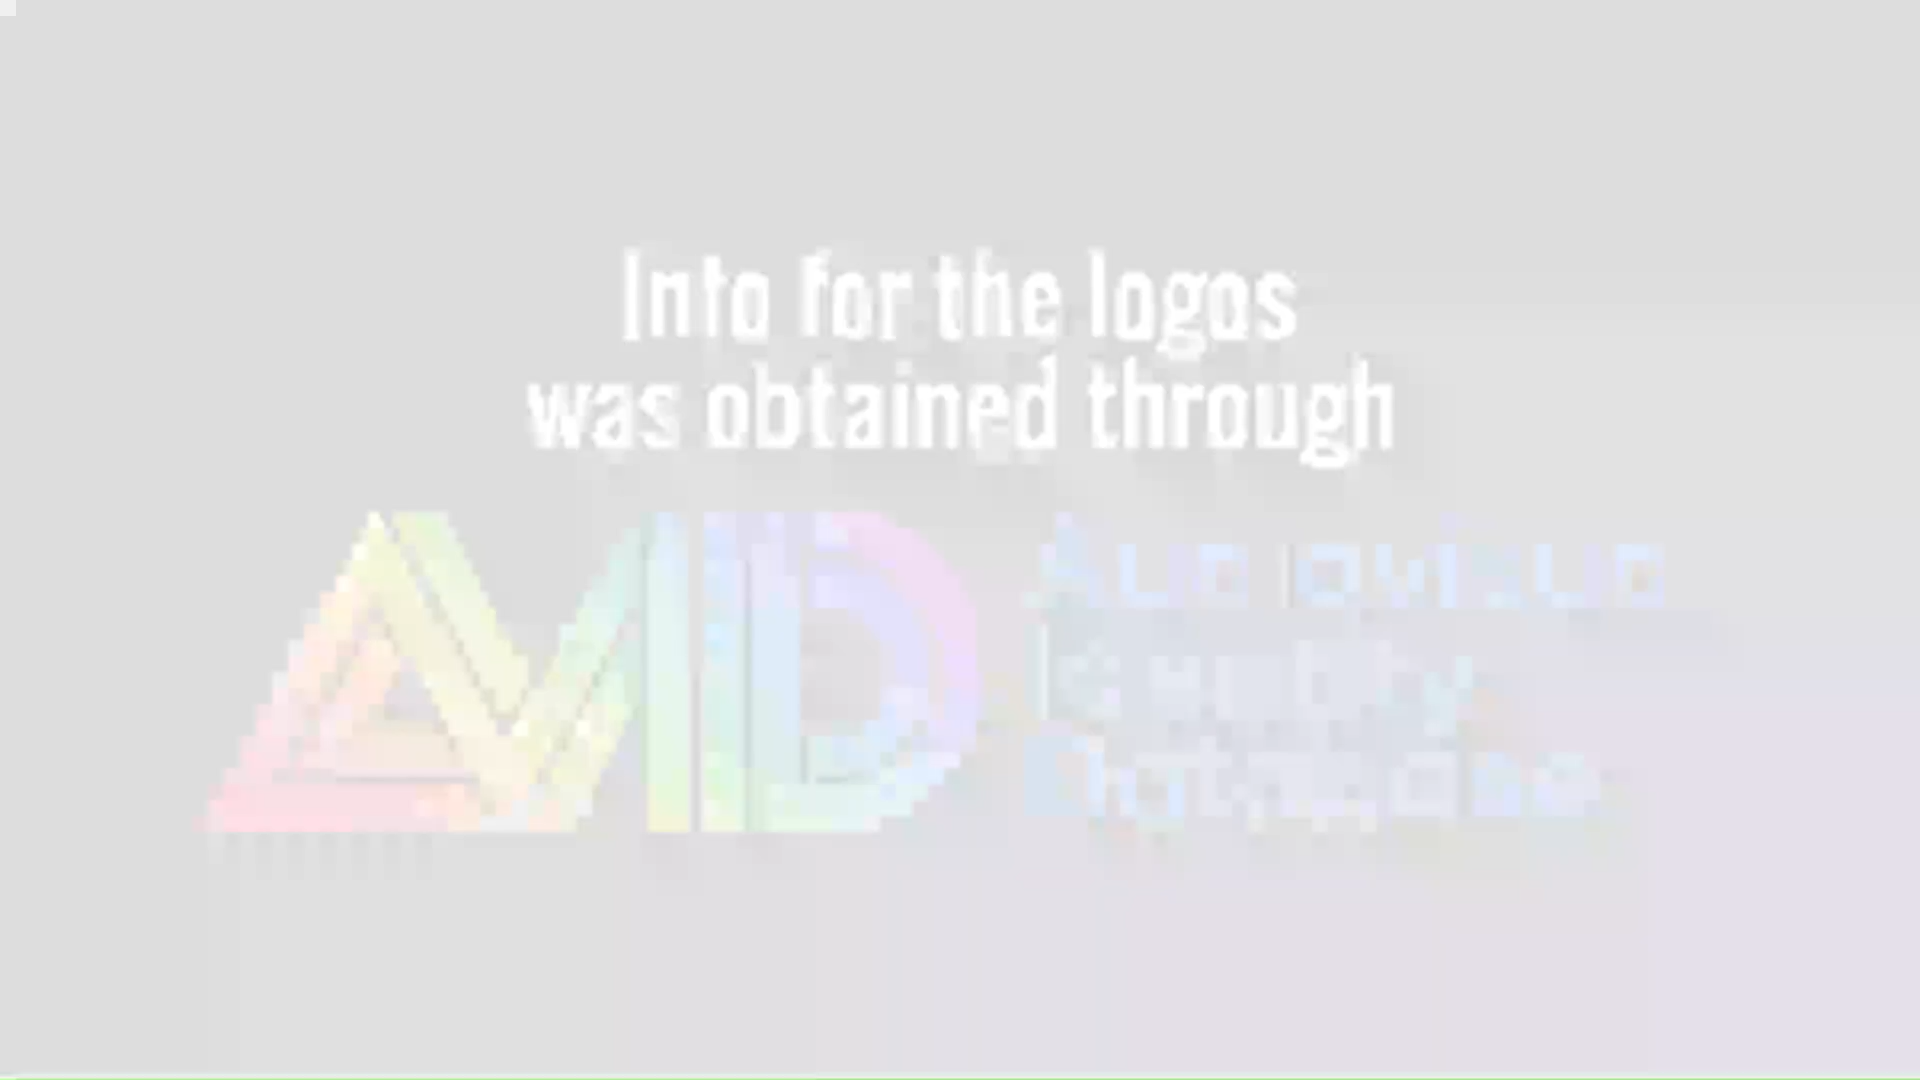 Info for the logos
was obtained through
AVID
Audiovisual
Identity
Database